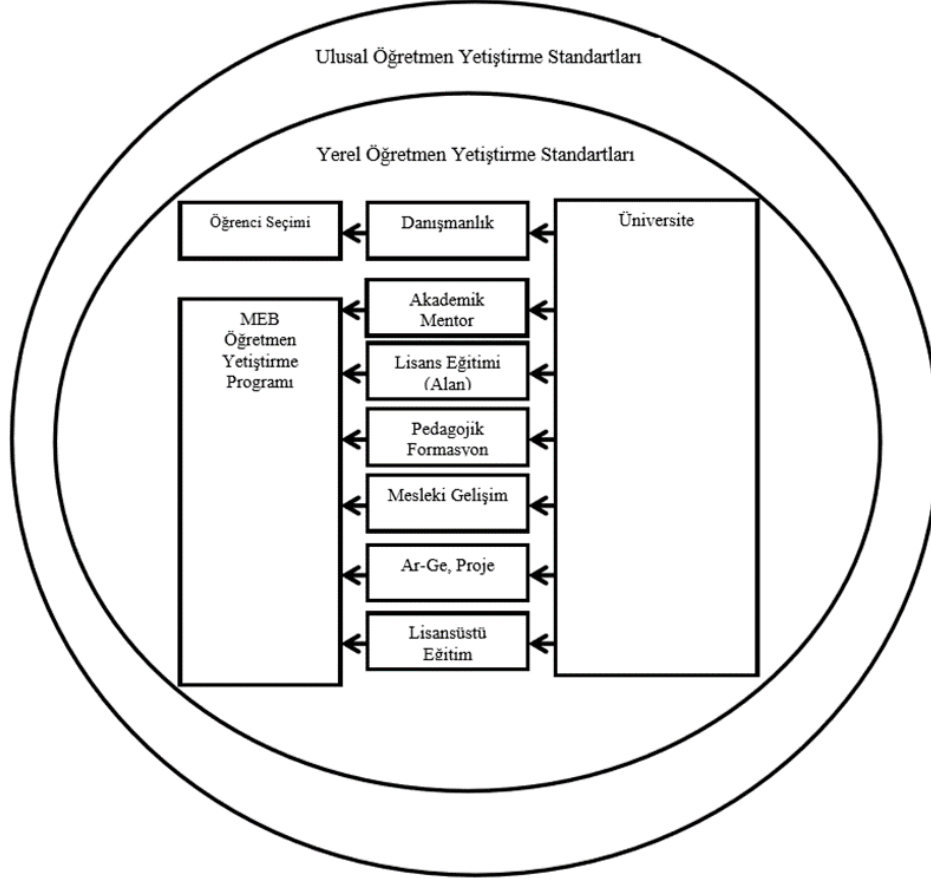 Ulusal Öğretmen Yetiştirme Standartları
Yerel Öğretmen Yetiştirme Standartları
Öğrenci Seçimi
Danışmanlık
Üniversite
MEB
Öğretmen
Yetiştirme
Programı
Akademik
Mentor
Lisans Eğitimi
(Alan)
Pedagojik
Formasyon
Mesleki Gelişim
Ar-Ge, Proje
Lisansüstü
Eğitim